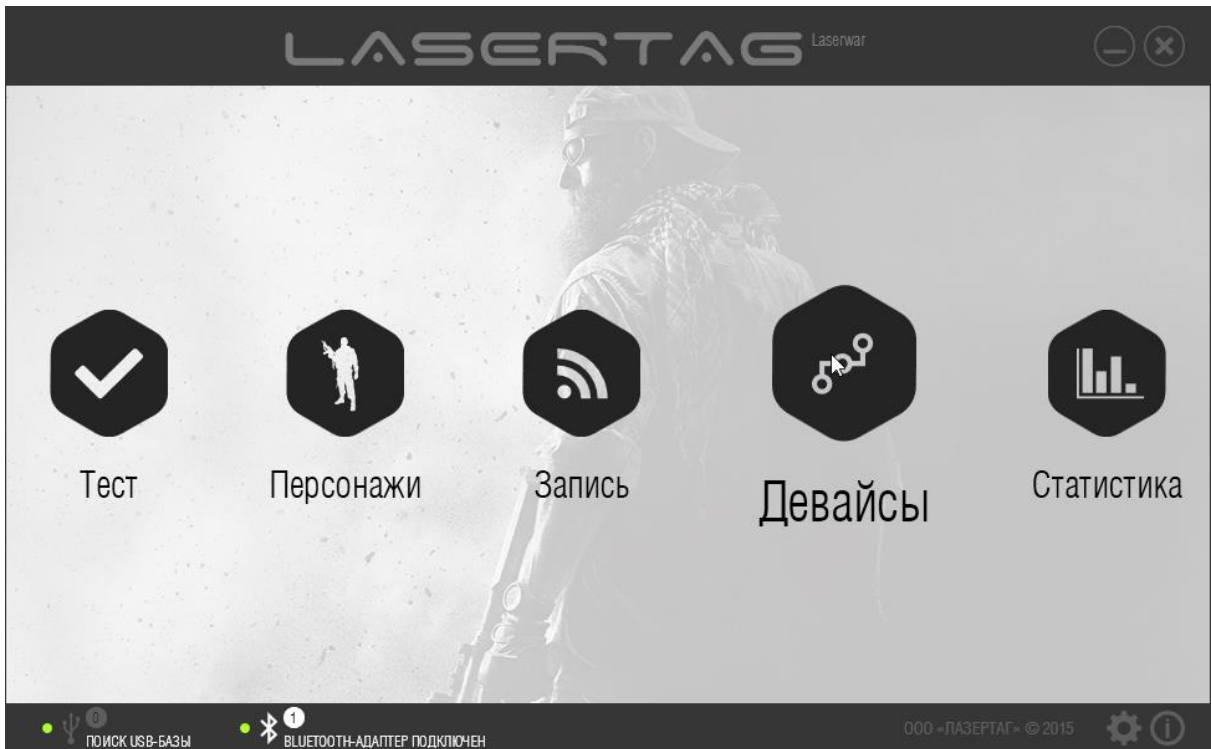 LASERTAG Laserwar
Тест
Персонажи
Запись
Девайсы
Статистика
0
ПОИСК USB-БАЗЫ
1
BLUETOOTH-АДАПТЕР ПОДКЛЮЧЕН
ООО «ЛАЗЕРТАГ» © 2015